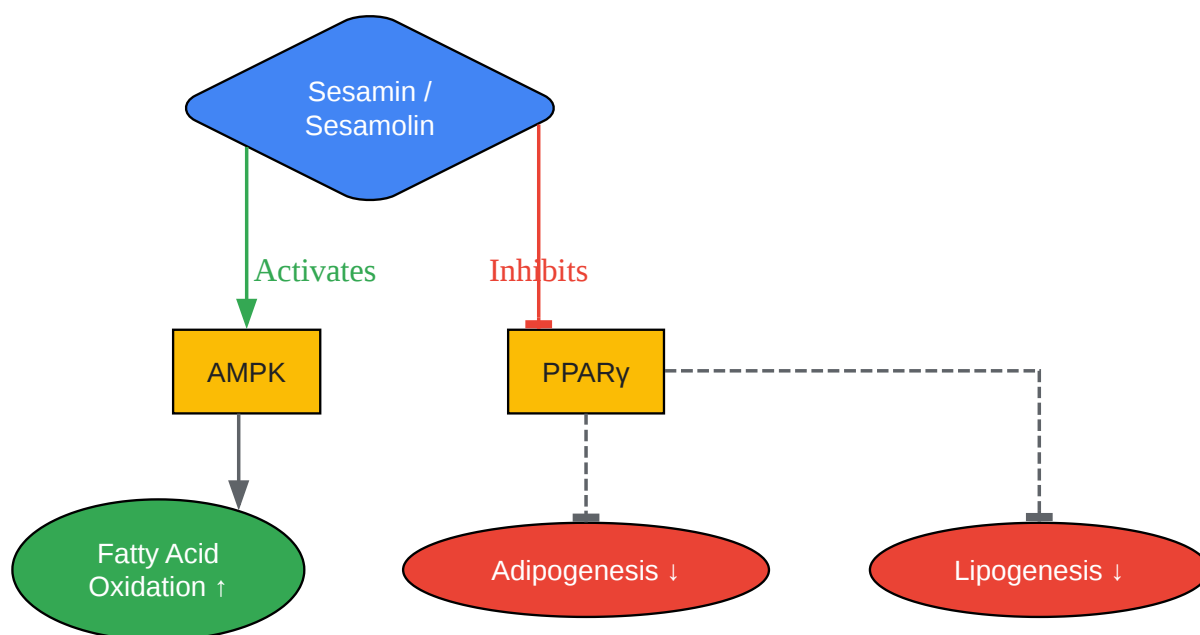 Sesamin /
Sesamolin
Activates
Inhibits
AMPK
PPARγ
Fatty Acid
Oxidation ↑
Adipogenesis ↓
Lipogenesis ↓